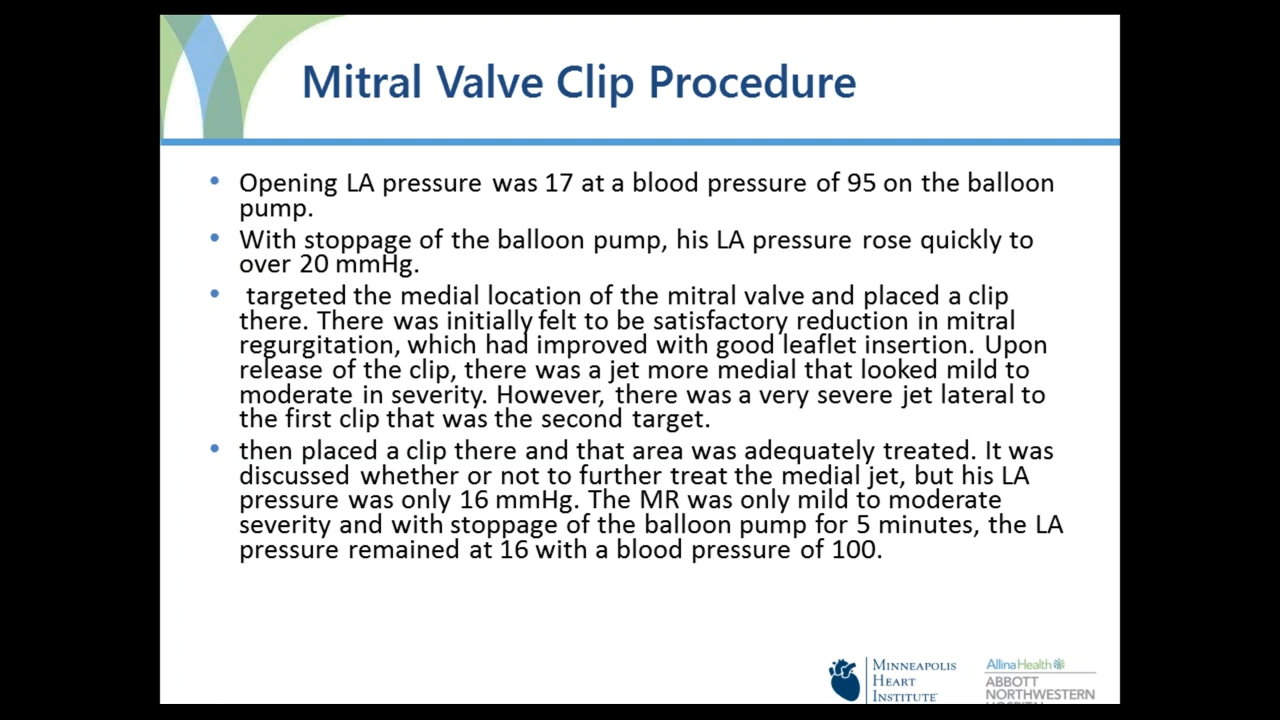 Mitral Valve Clip Procedure
• Opening LA pressure was 17 at a blood pressure of 95 on the balloon
pump.
• With stoppage of the balloon pump, his LA pressure rose quickly to
over 20 mmHg.
• targeted the medial location of the mitral valve and placed a clip
there. There was initially felt to be satisfactory reduction in mitral
regurgitation, which had improved with good leaflet insertion. Upon
release of the clip, there was a jet more medial that looked mild to
moderate in severity. However, there was a very severe jet lateral to
the first clip that was the second target.
• then placed a clip there and that area was adequately treated. It was
discussed whether or not to further treat the medial jet, but his LA
pressure was only 16 mmHg. The MR was only mild to moderate
severity and with stoppage of the balloon pump for 5 minutes, the LA
pressure remained at 16 with a blood pressure of 100.
MINNEAPOLIS
HEART
INSTITUTE
Allina Health
ABBOTT
NORTHWESTERN
HOSPITAL